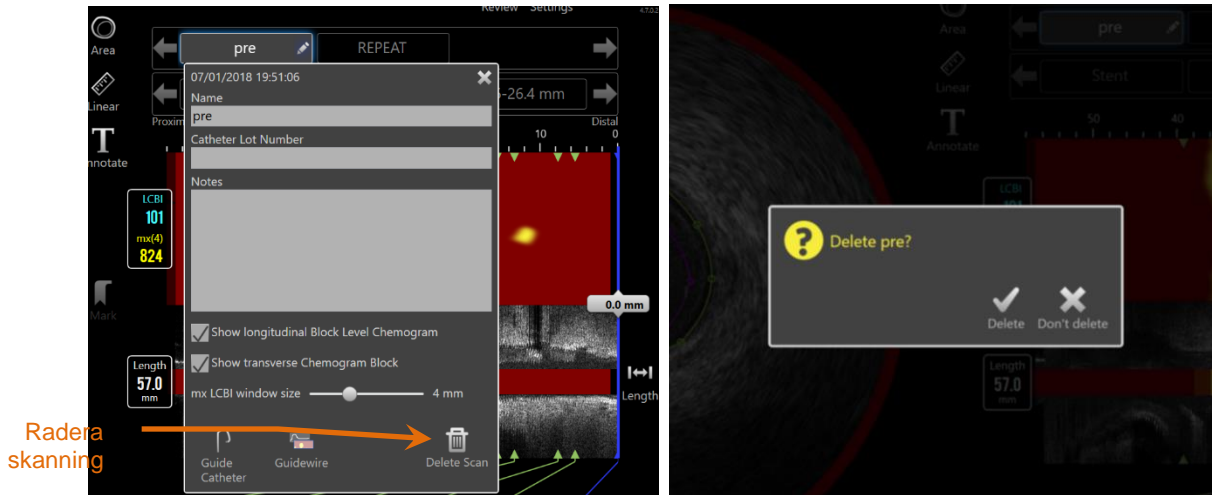 Review Settings
4.7.0.2
Area
pre
REPEAT
07/01/2018 19:51:06
Linear
-26.4 mm
Name
pre
Distal
10
0
Catheter Lot Number
Notes
LCBI
101
mx(4)
824
0.0 mm
Mark
Show longitudinal Block Level Chemogram
Show transverse Chemogram Block
Length
57.0
mm
mx LCBI window size
4 mm
Length
Radera
skanning
Guide
Catheter
Guidewire
Delete Scan
Area
pre
Linear
Stent
50
40
Annotate
LCBI
Delete pre?
Delete
Don't delete
Length
57.0
mm